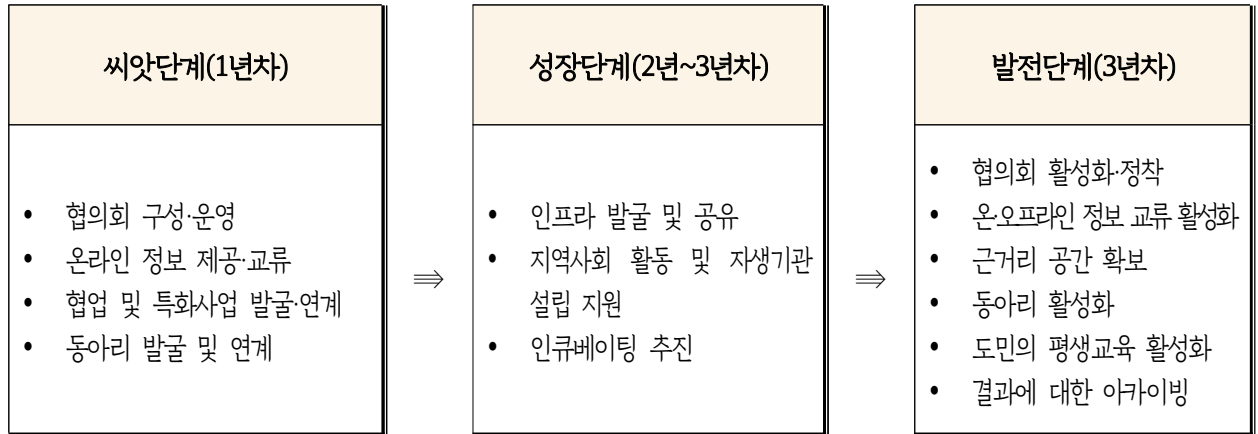 씨앗단계(1년차)
• 협의회 구성·운영
• 온라인 정보 제공·교류
• 협업 및 특화사업 발굴·연계
• 동아리 발굴 및 연계
⇒
성장단계(2년~3년차)
• 인프라 발굴 및 공유
• 지역사회 활동 및 자생기관
설립 지원
• 인큐베이팅 추진
⇒
발전단계(3년차)
• 협의회 활성화·정착
• 온·오프라인 정보 교류 활성화
• 근거리 공간 확보
• 동아리 활성화
• 도민의 평생교육 활성화
• 결과에 대한 아카이빙